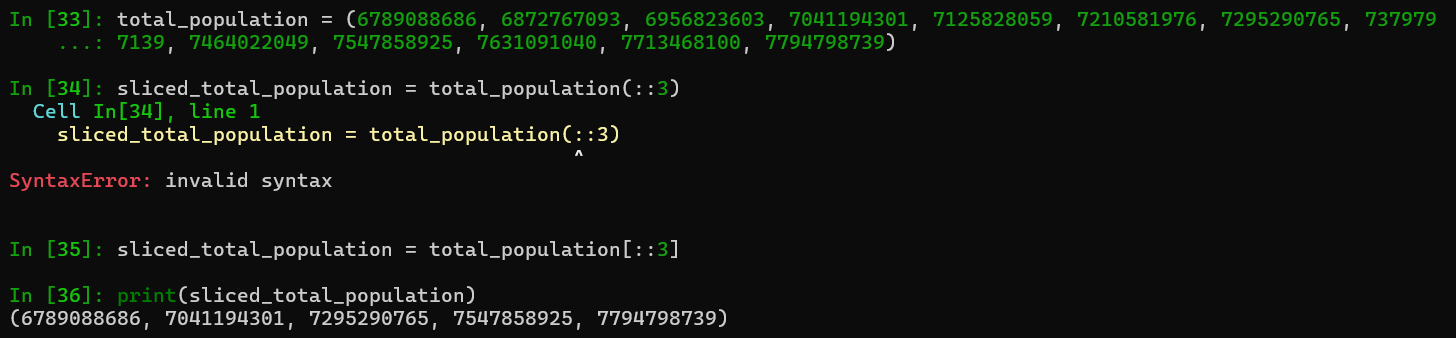 In [33]: total_population = (6789088686, 6872767093, 6956823603, 7041194301, 7125828059, 7210581976, 7295290765, 737979
...: 7139, 7464022049, 7547858925, 7631091040, 7713468100, 7794798739)
In [34]: sliced_total_population = total_population(::3)
Cell In[34], line 1
sliced_total_population = total_population(::3)
^
SyntaxError: invalid syntax
In [35]: sliced_total_population = total_population[::3]
In [36]: print(sliced_total_population)
(6789088686, 7041194301, 7295290765, 7547858925, 7794798739)